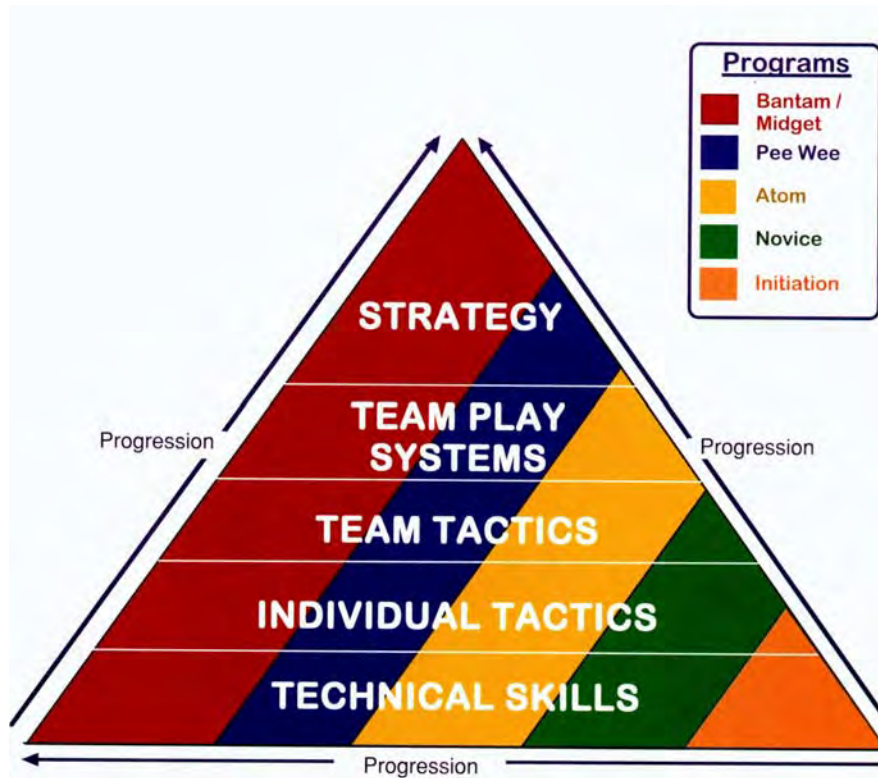 Programs
Bantam /
Midget
Pee Wee
Atom
Novice
Initiation
STRATEGY
TEAM PLAY
SYSTEMS
Progression
Progression
TEAM TACTICS
INDIVIDUAL TACTICS
TECHNICAL SKILLS
Progression